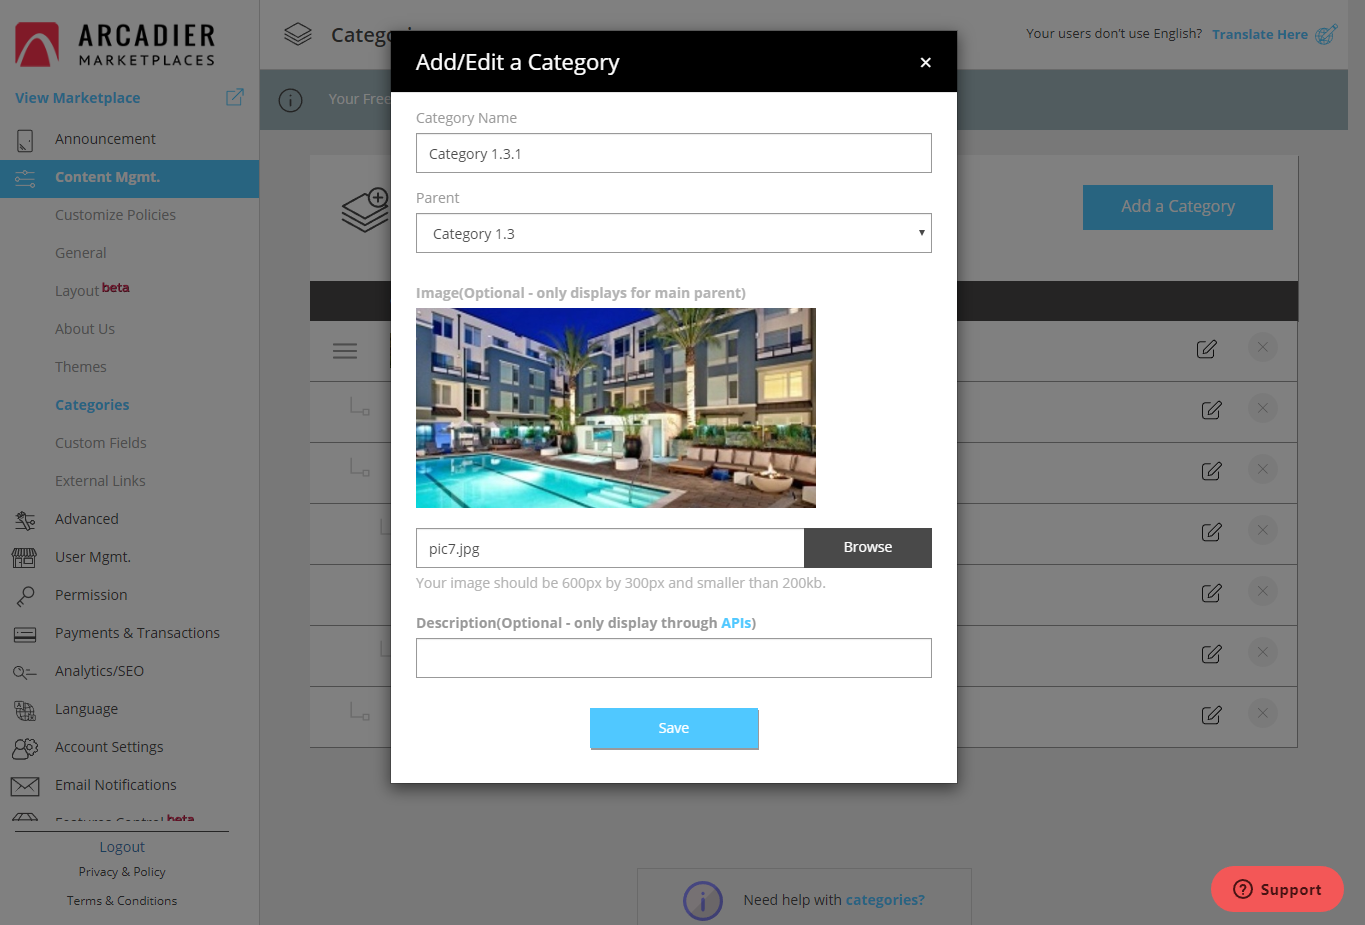 ARCADIER
MARKETPLACES
View Marketplace
Announcement
Content Mgmt.
Customize Policies
General
Layout beta
About Us
Themes
Categories
Custom Fields
External Links
Advanced
User Mgmt.
Permission
Payments & Transactions
Analytics/SEO
Language
Account Settings
Email Notifications
Features Control beta
Logout
Privacy & Policy
Terms & Conditions
Your users don't use English? Translate Here
Your Free
Add a Category
Add/Edit a Category
×
Category Name
Category 1.3.1
Parent
Category 1.3
Image(Optional - only displays for main parent)
pic7.jpg
Browse
Your image should be 600px by 300px and smaller than 200kb.
Description(Optional - only display through APIs)
Save
Need help with categories?
Support